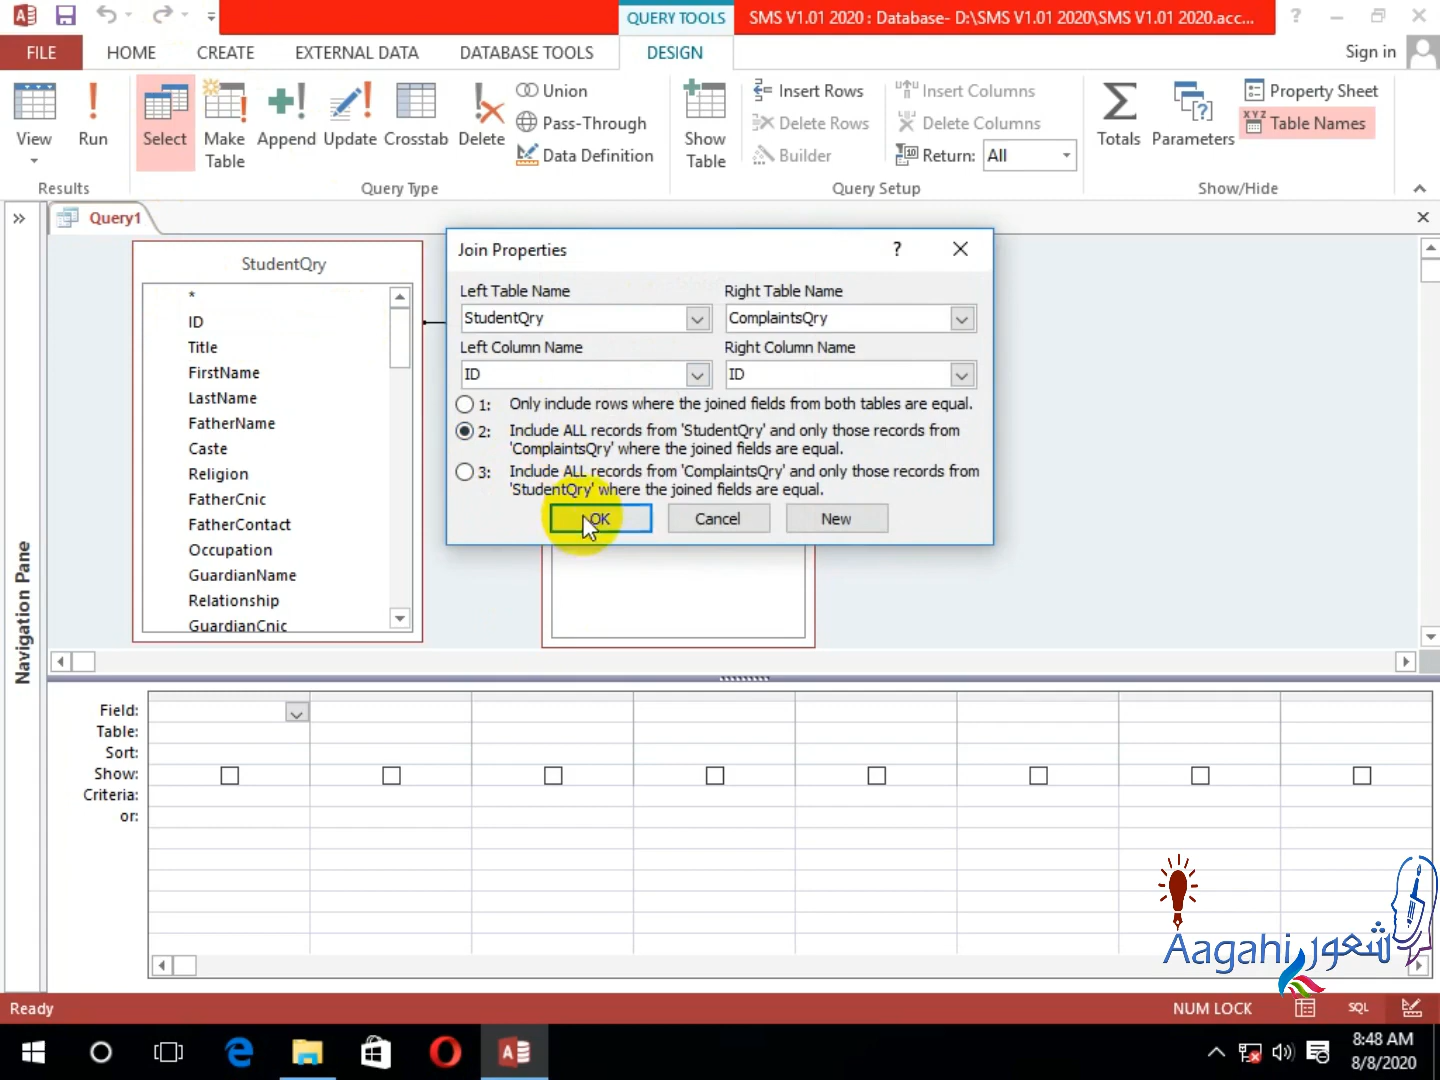 QUERY TOOLS
SMS V1.01 2020 : Database- D:\SMS V1.01 2020\SMS V1.01 2020.acc...
FILE
HOME
CREATE
EXTERNAL DATA
DATABASE TOOLS
DESIGN
Sign in
View
Run
Select
Make Table
Append
Update
Crosstab
Delete
Union
Pass-Through
Data Definition
Show Table
Insert Rows
Delete Rows
Builder
Insert Columns
Delete Columns
Return: All
Totals
Parameters
Property Sheet
Table Names
Results
Query Type
Query Setup
Show/Hide
Query1
Navigation Pane
StudentQry
*
ID
Title
FirstName
LastName
FatherName
Caste
Religion
FatherCnic
FatherContact
Occupation
GuardianName
Relationship
GuardianCnic
Join Properties
Left Table Name
Right Table Name
StudentQry
ComplaintsQry
Left Column Name
Right Column Name
ID
ID
1: Only include rows where the joined fields from both tables are equal.
2: Include ALL records from 'StudentQry' and only those records from
'ComplaintsQry' where the joined fields are equal.
3: Include ALL records from 'ComplaintsQry' and only those records from
'StudentQry' where the joined fields are equal.
OK
Cancel
New
Field:
Table:
Sort:
Show:
Criteria:
or:
Aagahi شعور
Ready
NUM LOCK
SQL
8:48 AM
8/8/2020